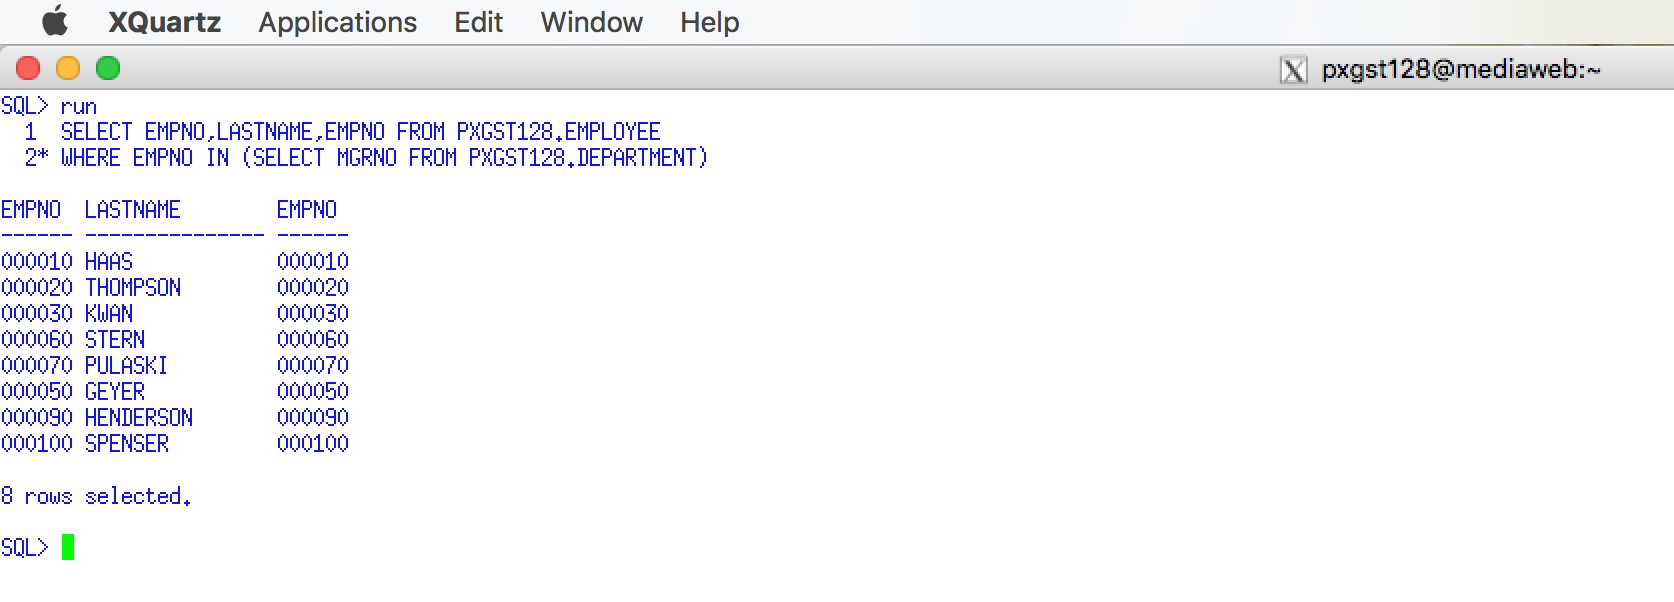 XQuartz Applications Edit Window Help
X pxgst128@mediaweb:~
SQL> run
  1  SELECT EMPNO,LASTNAME,EMPNO FROM PXGST128.EMPLOYEE
  2* WHERE EMPNO IN (SELECT MGRNO FROM PXGST128.DEPARTMENT)
EMPNO  LASTNAME        EMPNO
------ --------------- ------
000010 HAAS            000010
000020 THOMPSON        000020
000030 KWAN            000030
000060 STERN           000060
000070 PULASKI         000070
000050 GEYER           000050
000090 HENDERSON       000090
000100 SPENSER         000100
8 rows selected.
SQL>